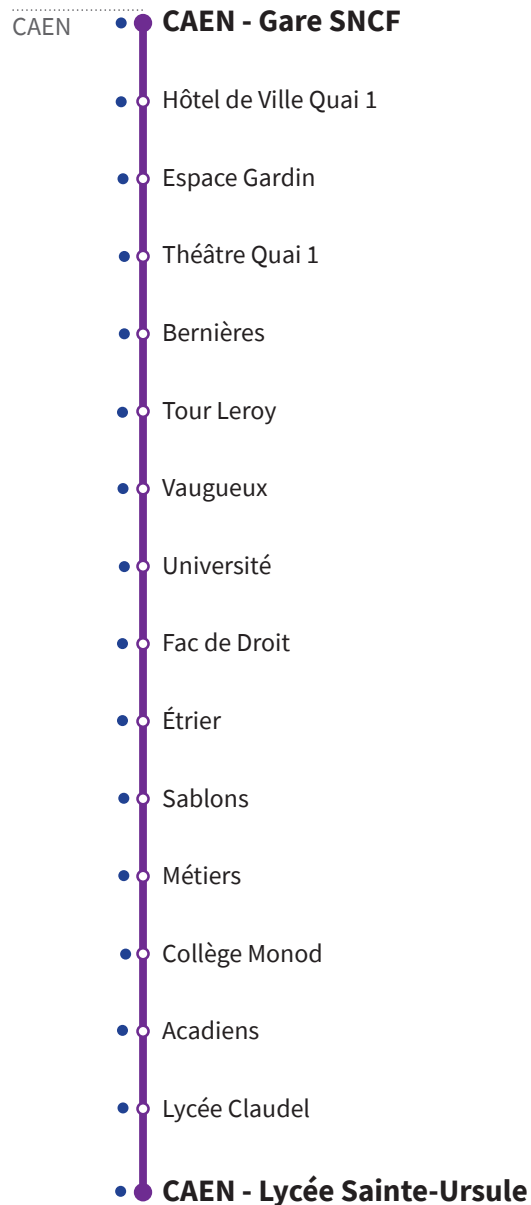 CAEN
CAEN - Gare SNCF
Hôtel de Ville Quai 1
Espace Gardin
Théâtre Quai 1
Bernières
Tour Leroy
Vaugueux
Université
Fac de Droit
Étrier
Sablons
Métiers
Collège Monod
Acadiens
Lycée Claudel
CAEN - Lycée Sainte-Ursule